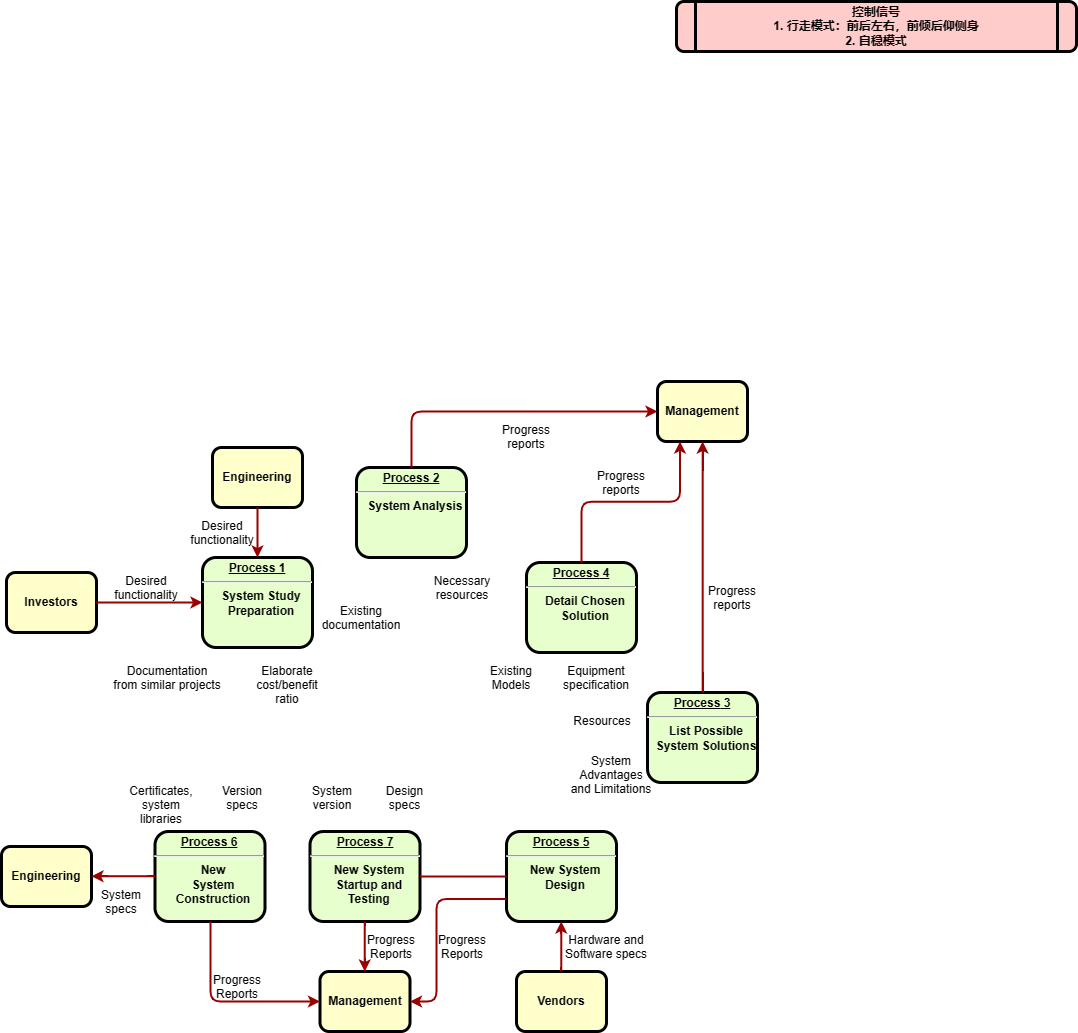 控制信号
1. 行走模式：前后左右，前倾后仰侧身
2. 自稳模式
Management
Progress
reports
Process 2
System Analysis
Engineering
Progress
reports
Desired
functionality
Process 1
System Study
Preparation
Investors
Desired
functionality
Existing
documentation
Necessary
resources
Process 4
Detail Chosen
Solution
Progress
reports
Documentation
from similar projects
Elaborate
cost/benefit
ratio
Existing
Models
Equipment
specification
Process 3
List Possible
System Solutions
Resources
System
Advantages
and Limitations
Certificates,
system
libraries
Version
specs
System
version
Design
specs
Engineering
Process 6
New
System
Construction
Process 7
New System
Startup and
Testing
Process 5
New System
Design
System
specs
Progress
Reports
Progress
Reports
Progress
Reports
Hardware and
Software specs
Management
Vendors